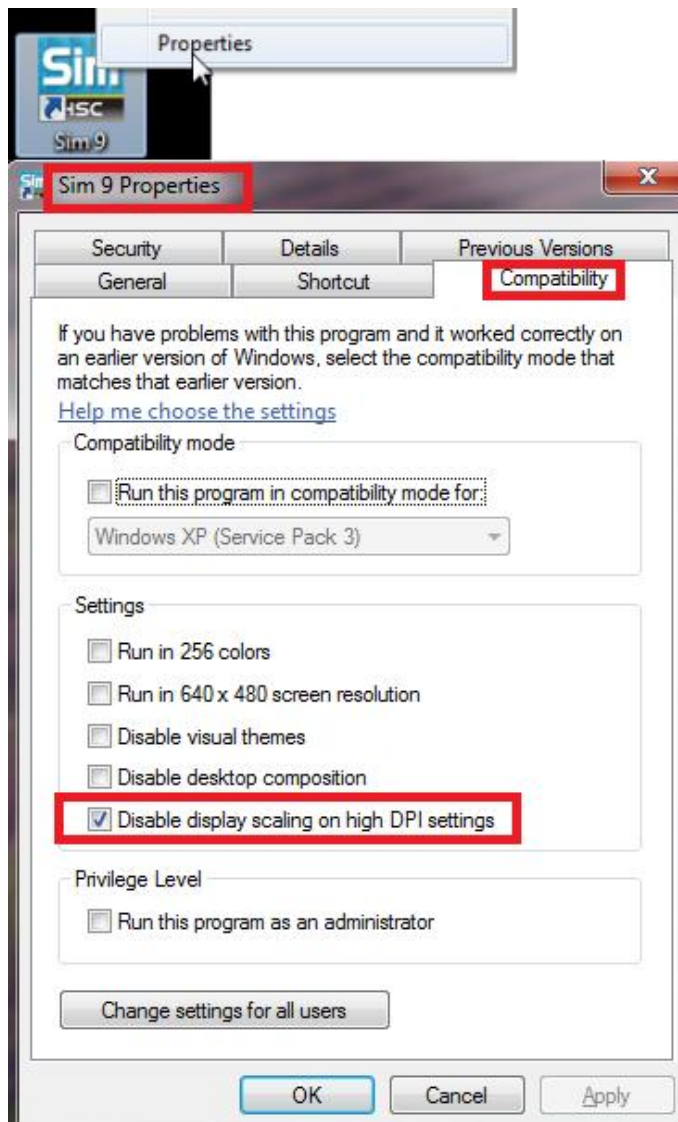 Properties
Sim
HSC
Sim 9
Sim 9 Properties
Security Details Previous Versions
General Shortcut Compatibility
If you have problems with this program and it worked correctly on
an earlier version of Windows, select the compatibility mode that
matches that earlier version.
Help me choose the settings
Compatibility mode
Run this program in compatibility mode for:
Windows XP (Service Pack 3)
Settings
Run in 256 colors
Run in 640 x 480 screen resolution
Disable visual themes
Disable desktop composition
Disable display scaling on high DPI settings
Privilege Level
Run this program as an administrator
Change settings for all users
OK Cancel Apply